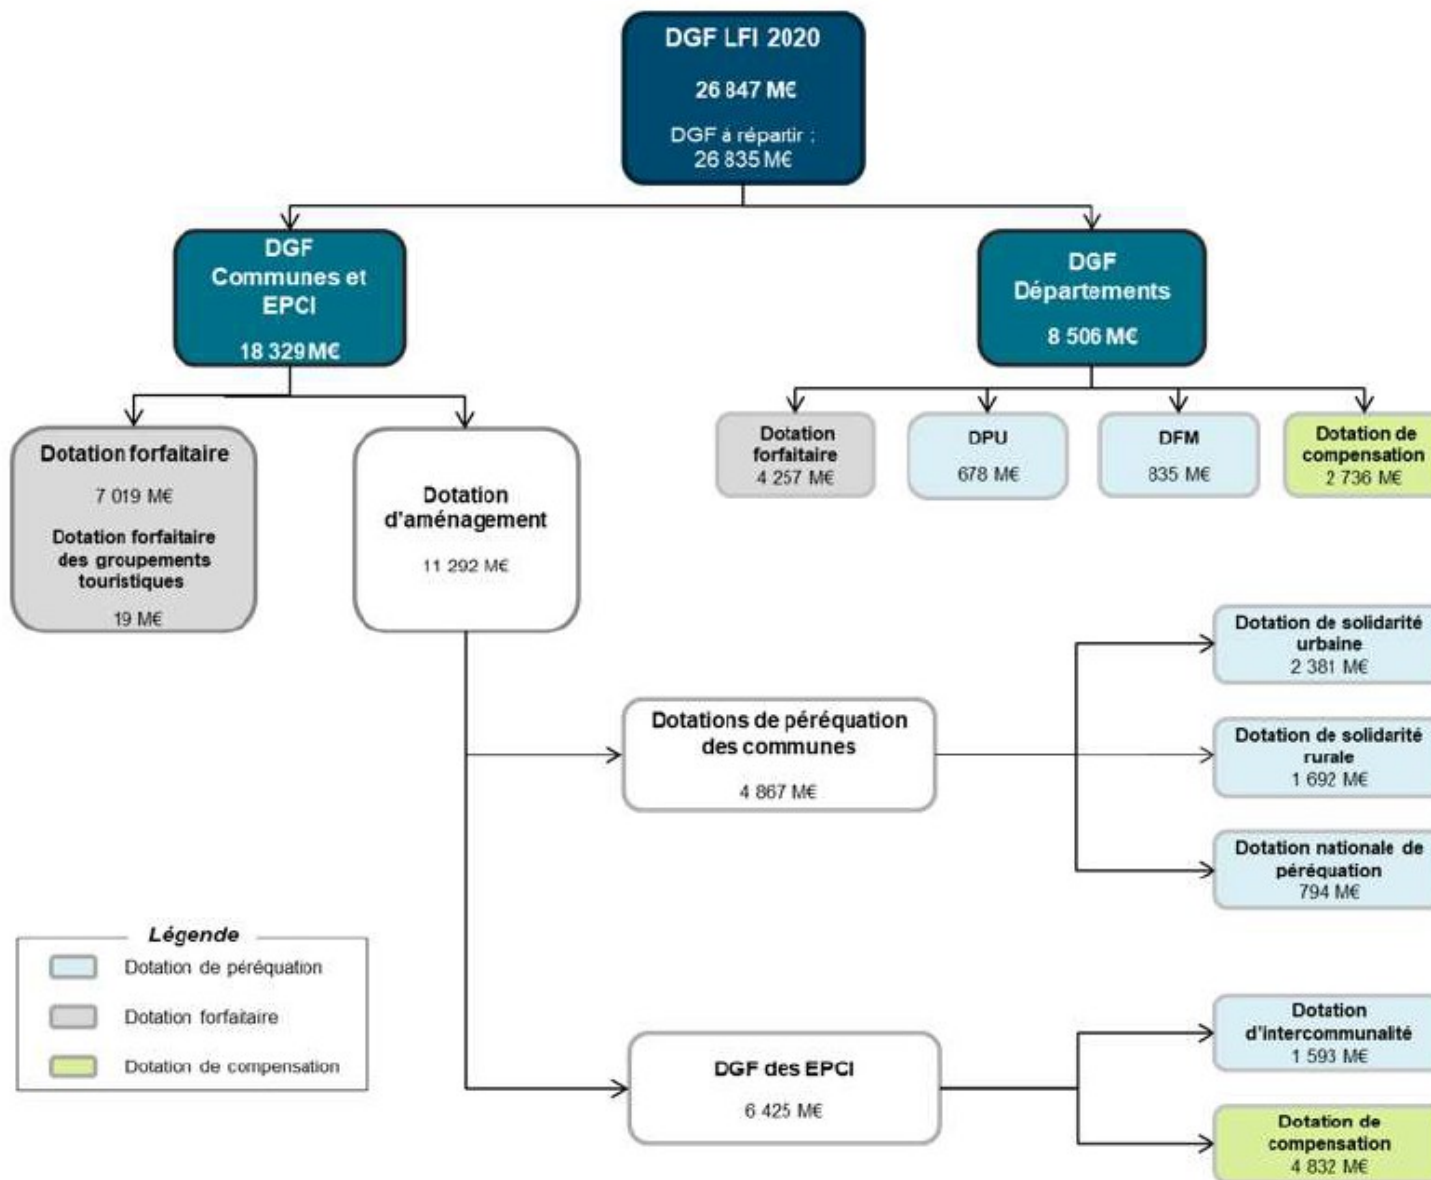 DGF LFI 2020
26 847 M€
DGF à répartir :
26 835 M€
DGF
Communes et
EPCI
18 329 M€
DGF
Départements
8 506 M€
Dotation forfaitaire
7 019 M€
Dotation forfaitaire
des groupements
touristiques
19 M€
Dotation
d'aménagement
11 292 M€
Dotation
forfaitaire
4 257 M€
DPU
678 M€
DFM
835 M€
Dotation de
compensation
2 736 M€
Dotations de péréquation
des communes
4 867 M€
Dotation de solidarité
urbaine
2 381 M€
Dotation de solidarité
rurale
1 692 M€
Dotation nationale de
péréquation
794 M€
Légende
Dotation de péréquation
Dotation forfaitaire
Dotation de compensation
DGF des EPCI
6 425 M€
Dotation
d'intercommunalité
1 593 M€
Dotation de
compensation
4 832 M€